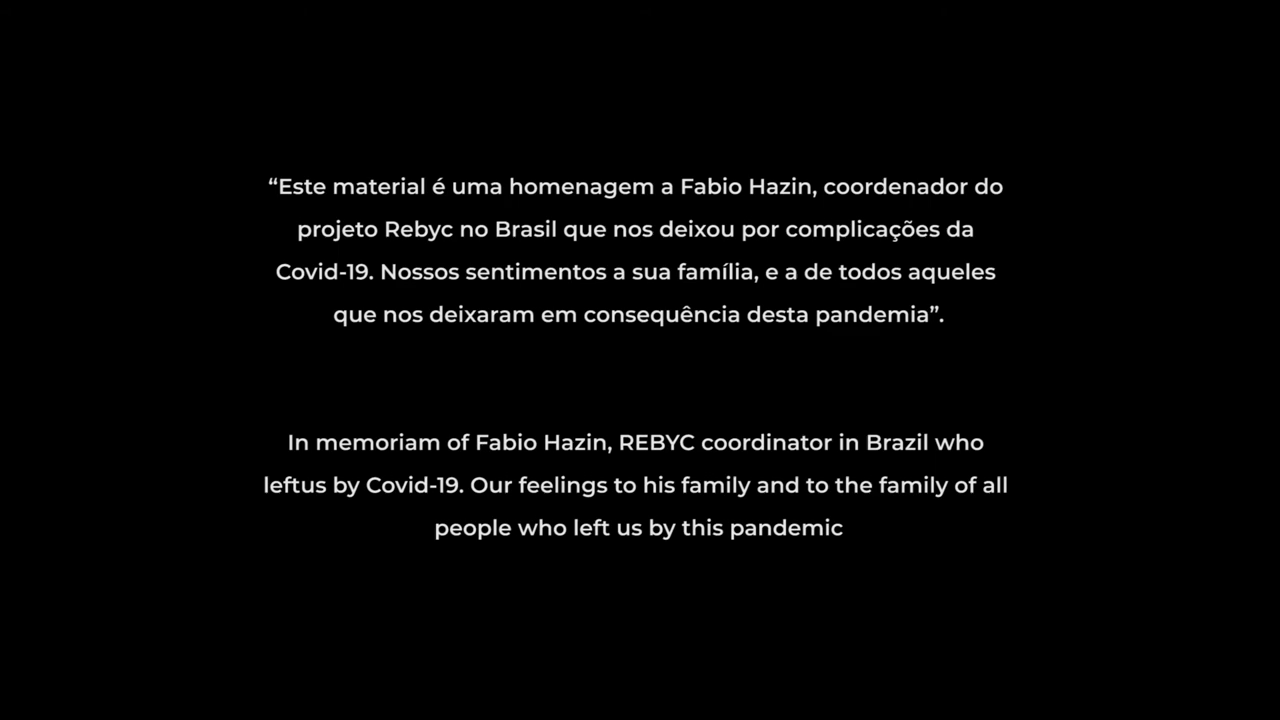 “Este material é uma homenagem a Fabio Hazin, coordenador do
projeto Rebyc no Brasil que nos deixou por complicações da
Covid-19. Nossos sentimentos a sua família, e a de todos aqueles
que nos deixaram em consequência desta pandemia”.
In memoriam of Fabio Hazin, REBYC coordinator in Brazil who
leftus by Covid-19. Our feelings to his family and to the family of all
people who left us by this pandemic